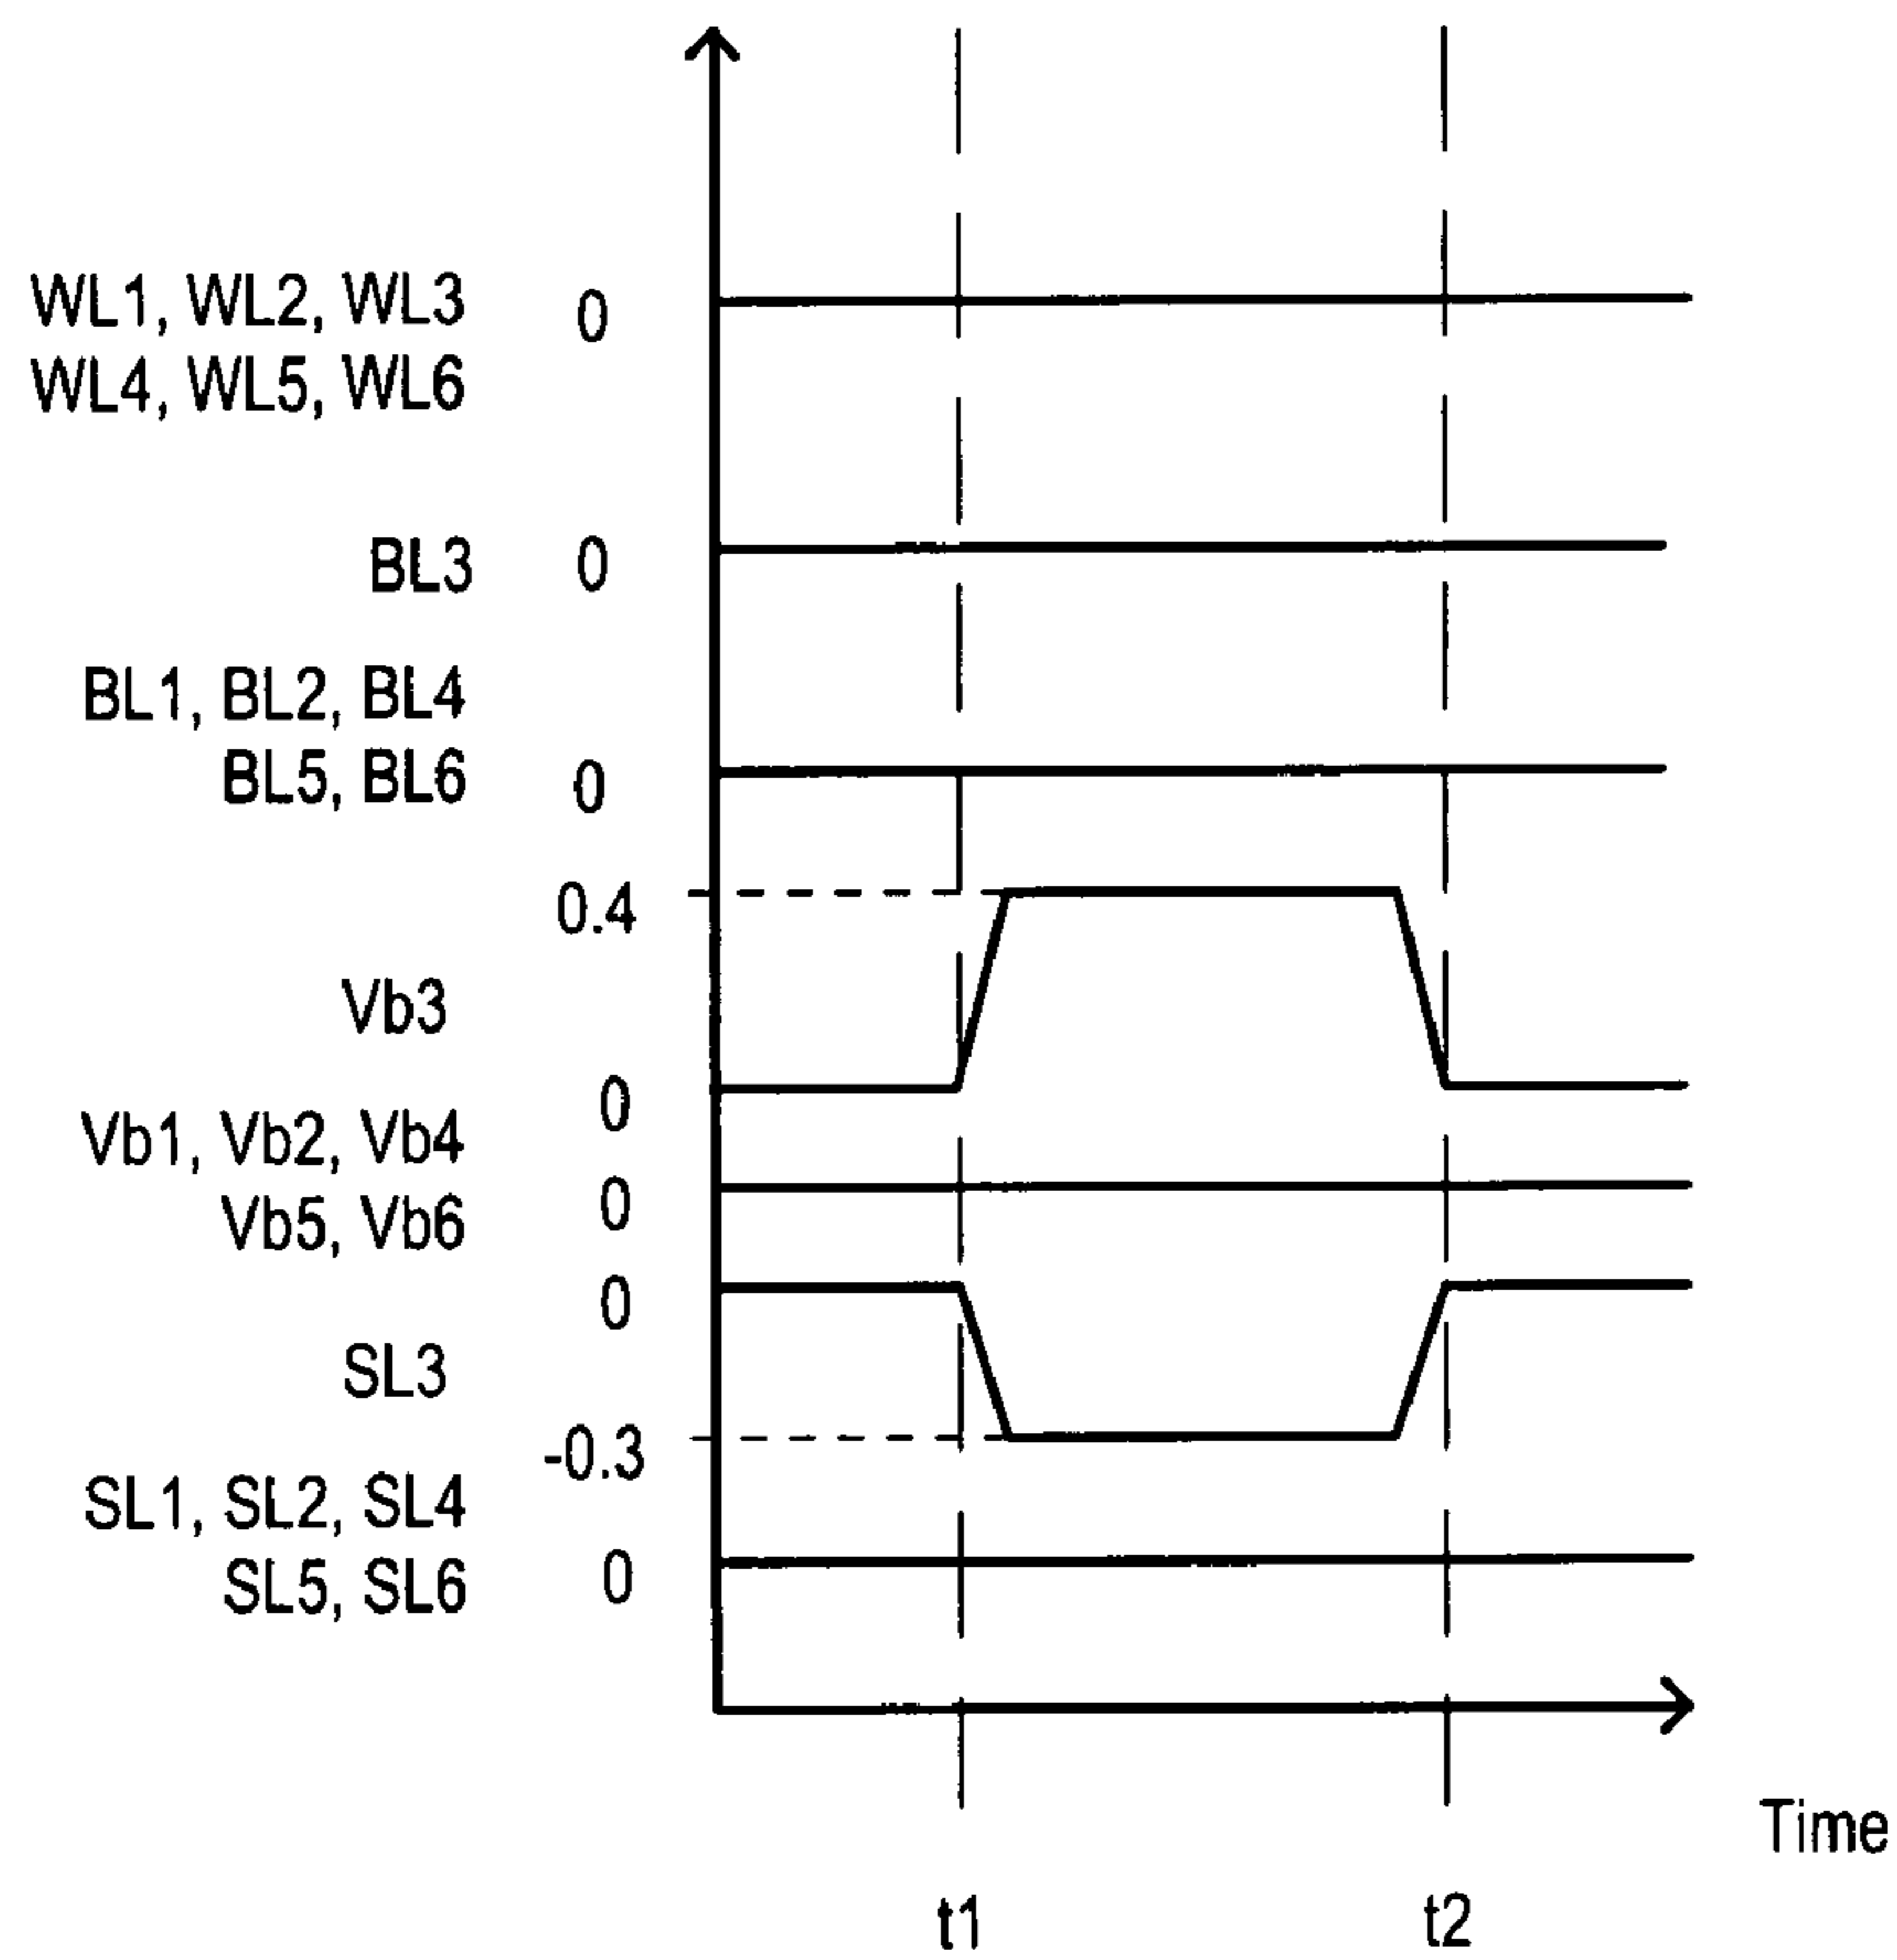 WL1, WL2, WL3 0
WL4, WL5, WL6
BL3 0
BL1, BL2, BL4
BL5, BL6 0
0.4
Vb3
0
Vb1, Vb2, Vb4
Vb5, Vb6 0
0
SL3
-0.3
SL1, SL2, SL4
SL5, SL6 0
Time
t1 t2